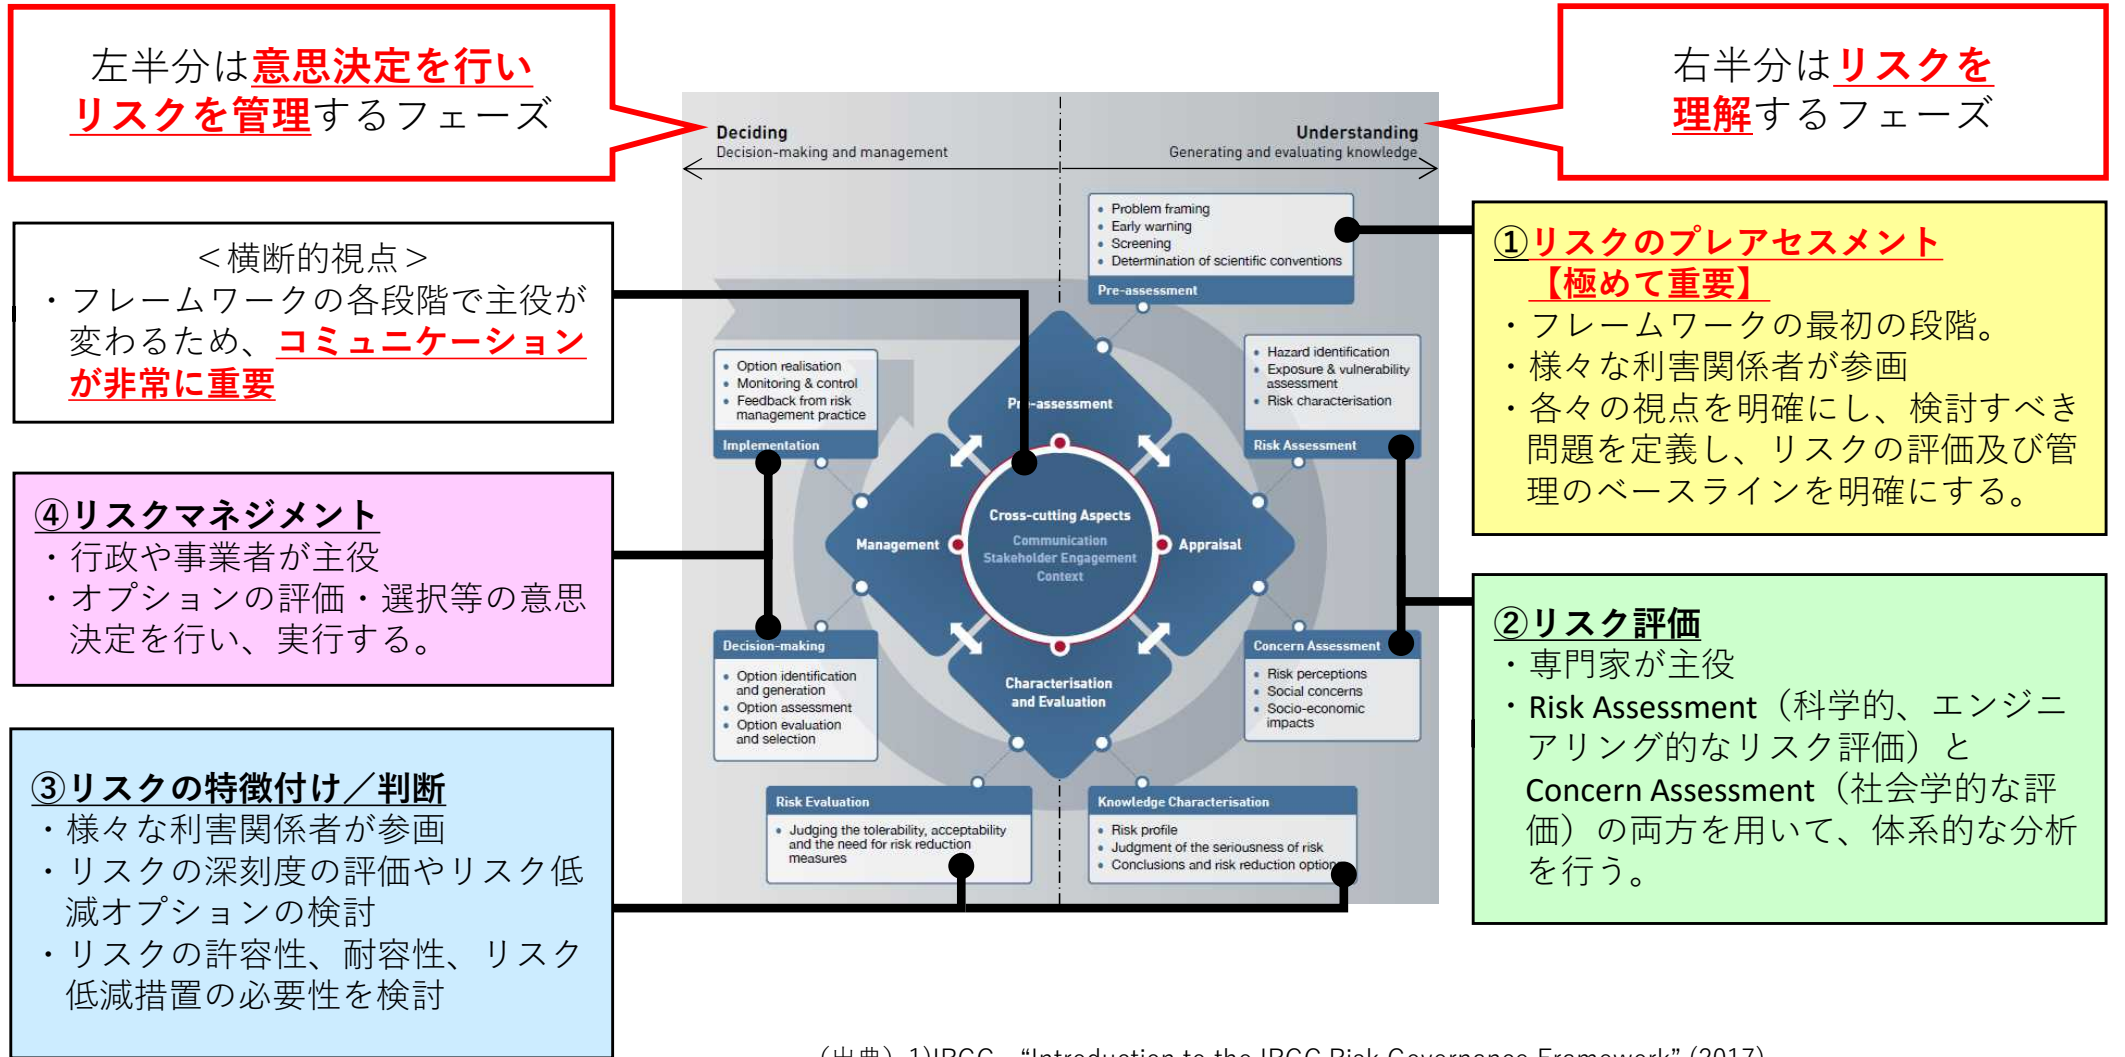 左半分は意思決定を行い
リスクを管理するフェーズ
右半分はリスクを
理解するフェーズ
Deciding
Decision-making and management
Understanding
Generating and evaluating knowledge
＜横断的視点＞
・フレームワークの各段階で主役が
変わるため、コミュニケーション
が非常に重要
④リスクマネジメント
・行政や事業者が主役
・オプションの評価・選択等の意思
決定を行い、実行する。
③リスクの特徴付け／判断
・様々な利害関係者が参画
・リスクの深刻度の評価やリスク低
減オプションの検討
・リスクの許容性、耐容性、リスク
低減措置の必要性を検討
• Problem framing
• Early warning
• Screening
• Determination of scientific conventions
Pre-assessment
• Option realisation
• Monitoring & control
• Feedback from risk
management practice
Implementation
• Hazard identification
• Exposure & vulnerability
assessment
• Risk characterisation
Risk Assessment
Pre-assessment
Management
Cross-cutting Aspects
Communication
Stakeholder Engagement
Context
Appraisal
Characterisation
and Evaluation
Decision-making
• Option identification
and generation
• Option assessment
• Option evaluation
and selection
Concern Assessment
• Risk perceptions
• Social concerns
• Socio-economic
impacts
Risk Evaluation
• Judging the tolerability, acceptability
and the need for risk reduction
measures
Knowledge Characterisation
• Risk profile
• Judgment of the seriousness of risk
• Conclusions and risk reduction option
①リスクのプレアセスメント
【極めて重要】
・フレームワークの最初の段階。
・様々な利害関係者が参画
・各々の視点を明確にし、検討すべき
問題を定義し、リスクの評価及び管
理のベースラインを明確にする。
②リスク評価
・専門家が主役
・Risk Assessment（科学的、エンジニ
アリング的なリスク評価）と
Concern Assessment（社会学的な評
価）の両方を用いて、体系的な分析
を行う。
（出典）1)IRGC, “Introduction to the IRGC Risk Governance Framework” (2017)